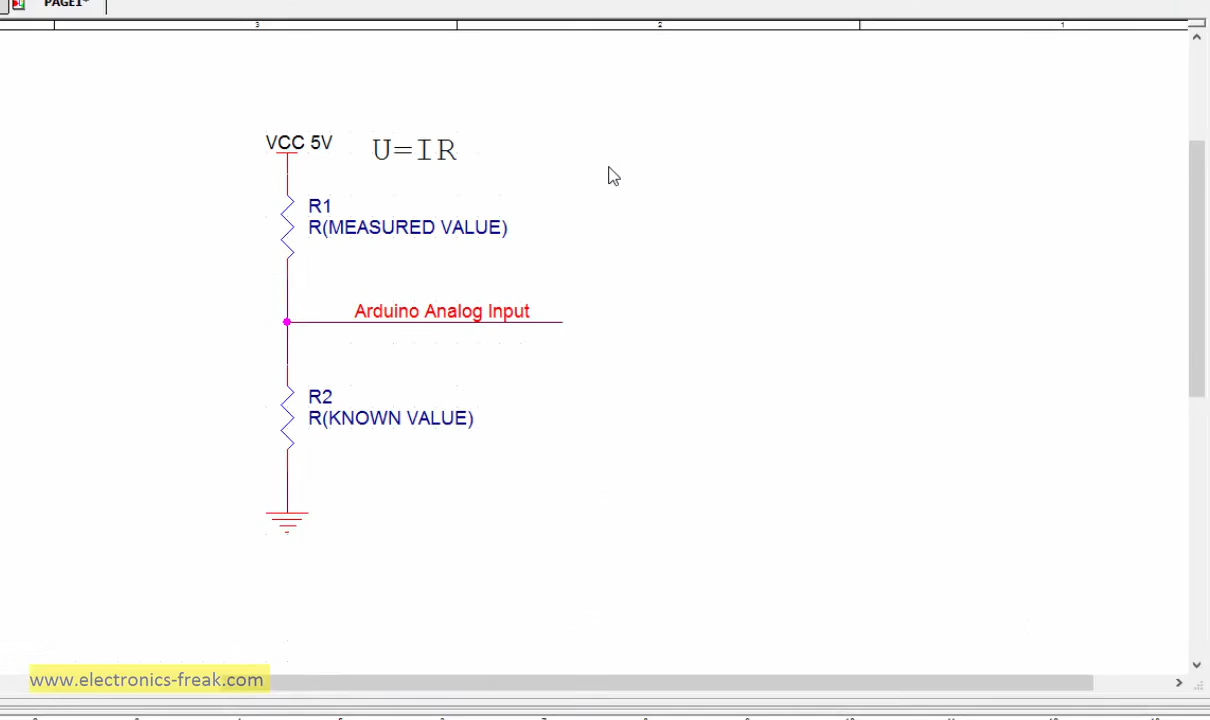 PAGE1*
3 2 1
VCC 5V
U=IR
R1
R(MEASURED VALUE)
Arduino Analog Input
R2
R(KNOWN VALUE)
www.electronics-freak.com